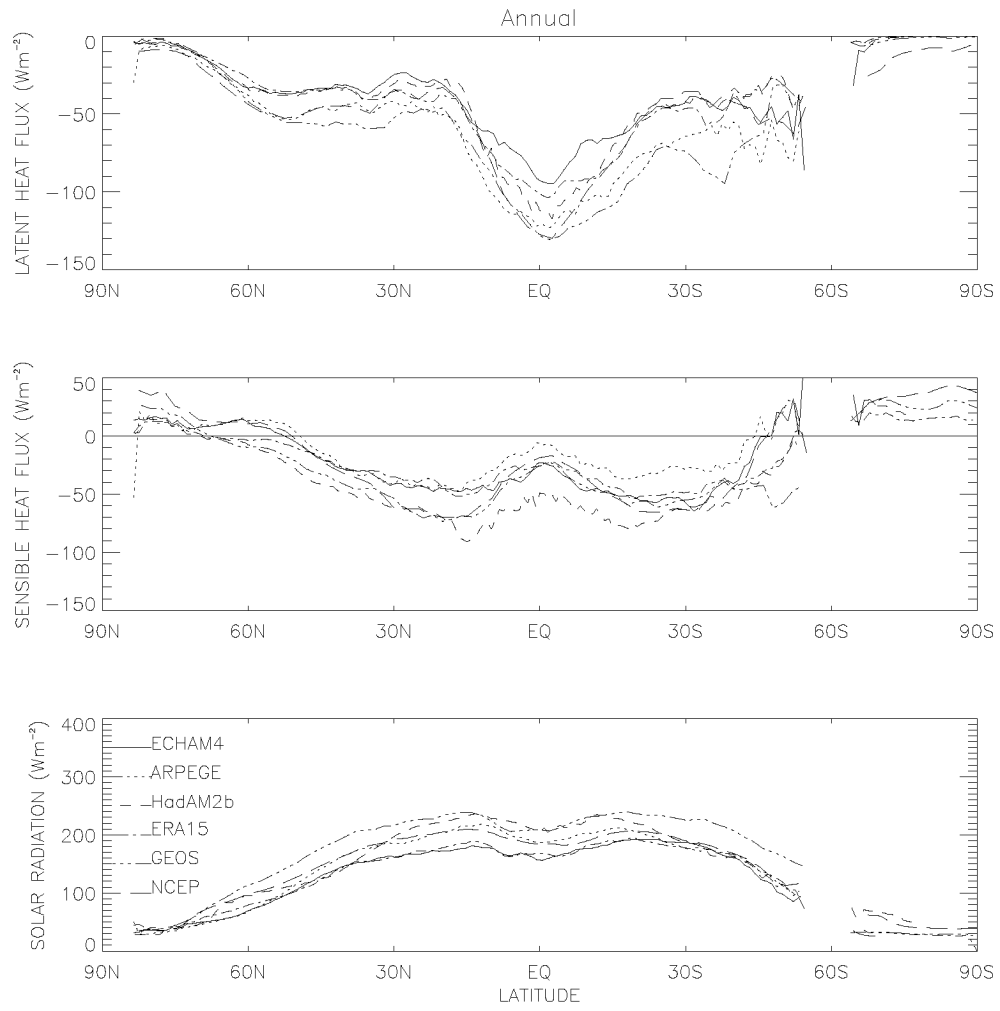 Annual
LATENT HEAT FLUX (Wm⁻²)
0
−50
−100
−150
90N 60N 30N EQ 30S 60S 90S
SENSIBLE HEAT FLUX (Wm⁻²)
50
0
−50
−100
−150
90N 60N 30N EQ 30S 60S 90S
SOLAR RADIATION (Wm⁻²)
400
300
200
100
0
ECHAM4
ARPEGE
HadAM2b
ERA15
GEOS
NCEP
90N 60N 30N EQ 30S 60S 90S
LATITUDE